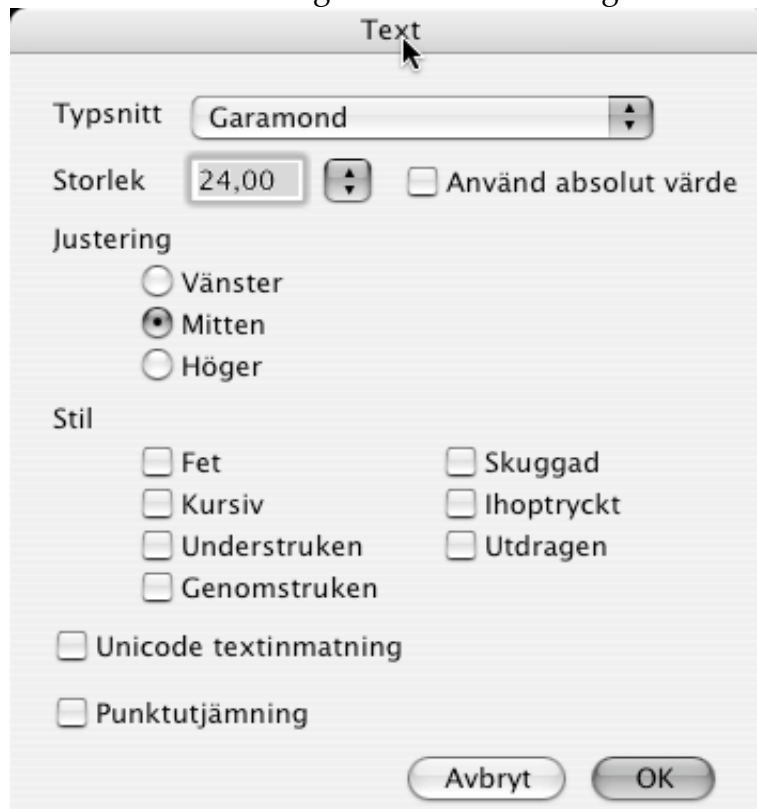 Text
Typsnitt Garamond
Storlek 24,00 Använd absolut värde
Justering
Vänster
Mitten
Höger
Stil
Fet Skuggad
Kursiv Ihoptryckt
Understruken Utdragen
Genomstruken
Unicode textinmatning
Punktutjämning
Avbryt OK